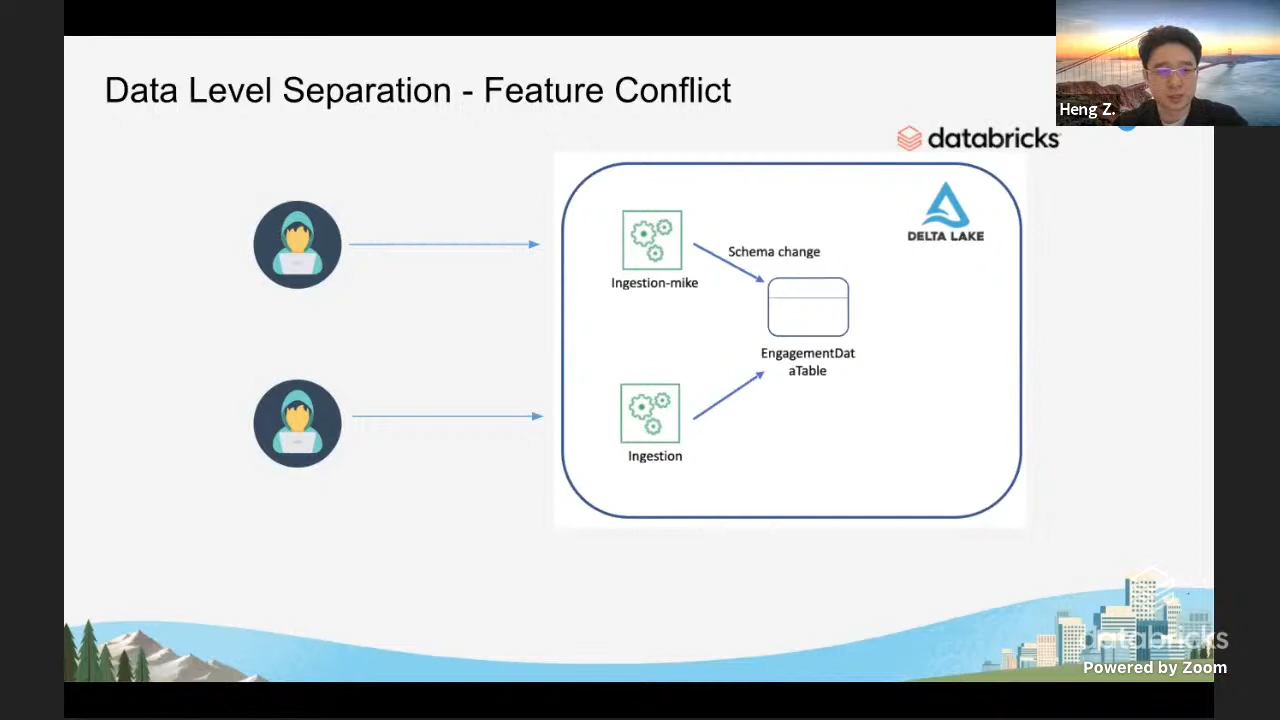 Data Level Separation - Feature Conflict
Heng Z.
databricks
DELTA LAKE
Schema change
Ingestion-mike
EngagementDat
aTable
Ingestion
databricks
Powered by Zoom